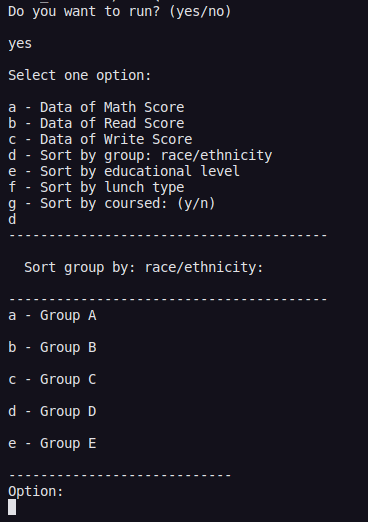 Do you want to run? (yes/no)
yes
Select one option:
a - Data of Math Score
b - Data of Read Score
c - Data of Write Score
d - Sort by group: race/ethnicity
e - Sort by educational level
f - Sort by lunch type
g - Sort by coursed: (y/n)
d
----------------------------------------
Sort group by: race/ethnicity:
----------------------------------------
a - Group A
b - Group B
c - Group C
d - Group D
e - Group E
----------------------------
Option: